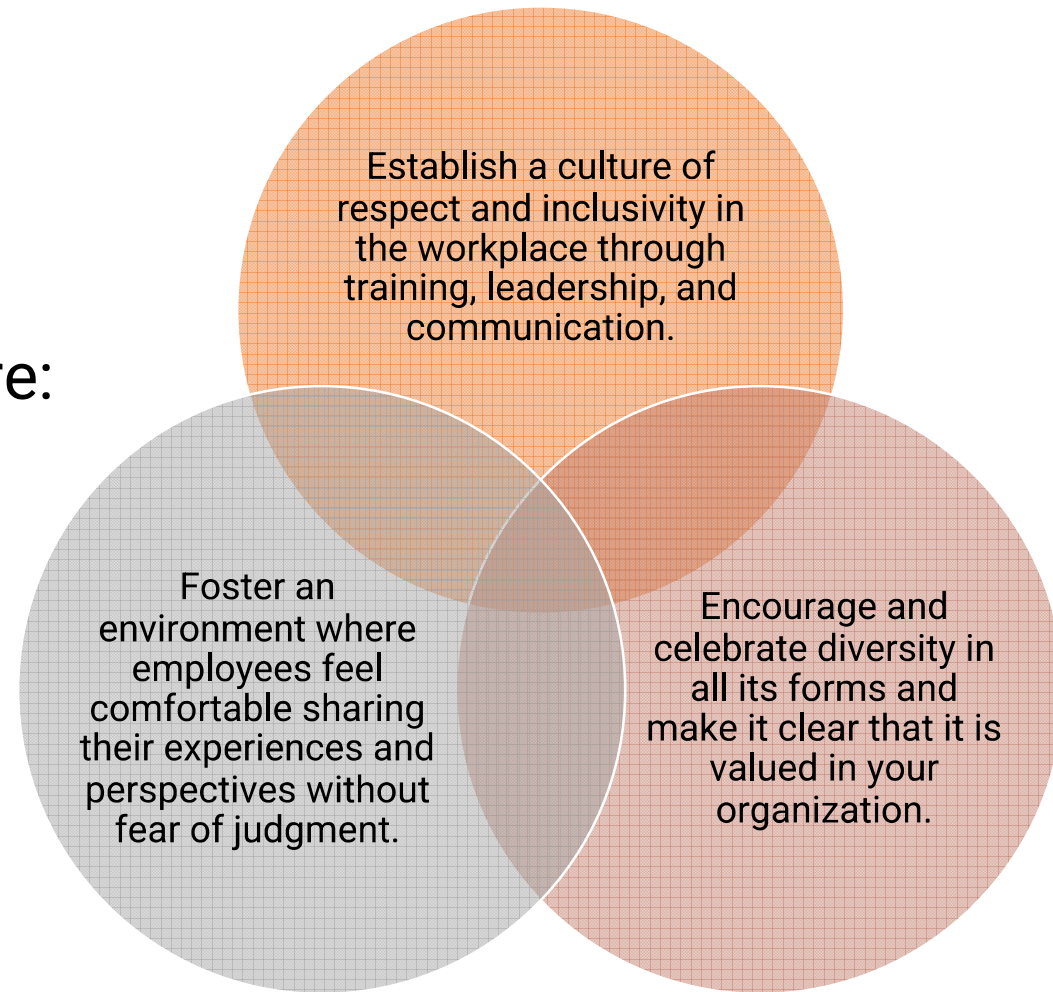 Establish a culture of
respect and inclusivity in
the workplace through
training, leadership, and
communication.
re:
Foster an
environment where
employees feel
comfortable sharing
their experiences and
perspectives without
fear of judgment.
Encourage and
celebrate diversity in
all its forms and
make it clear that it is
valued in your
organization.